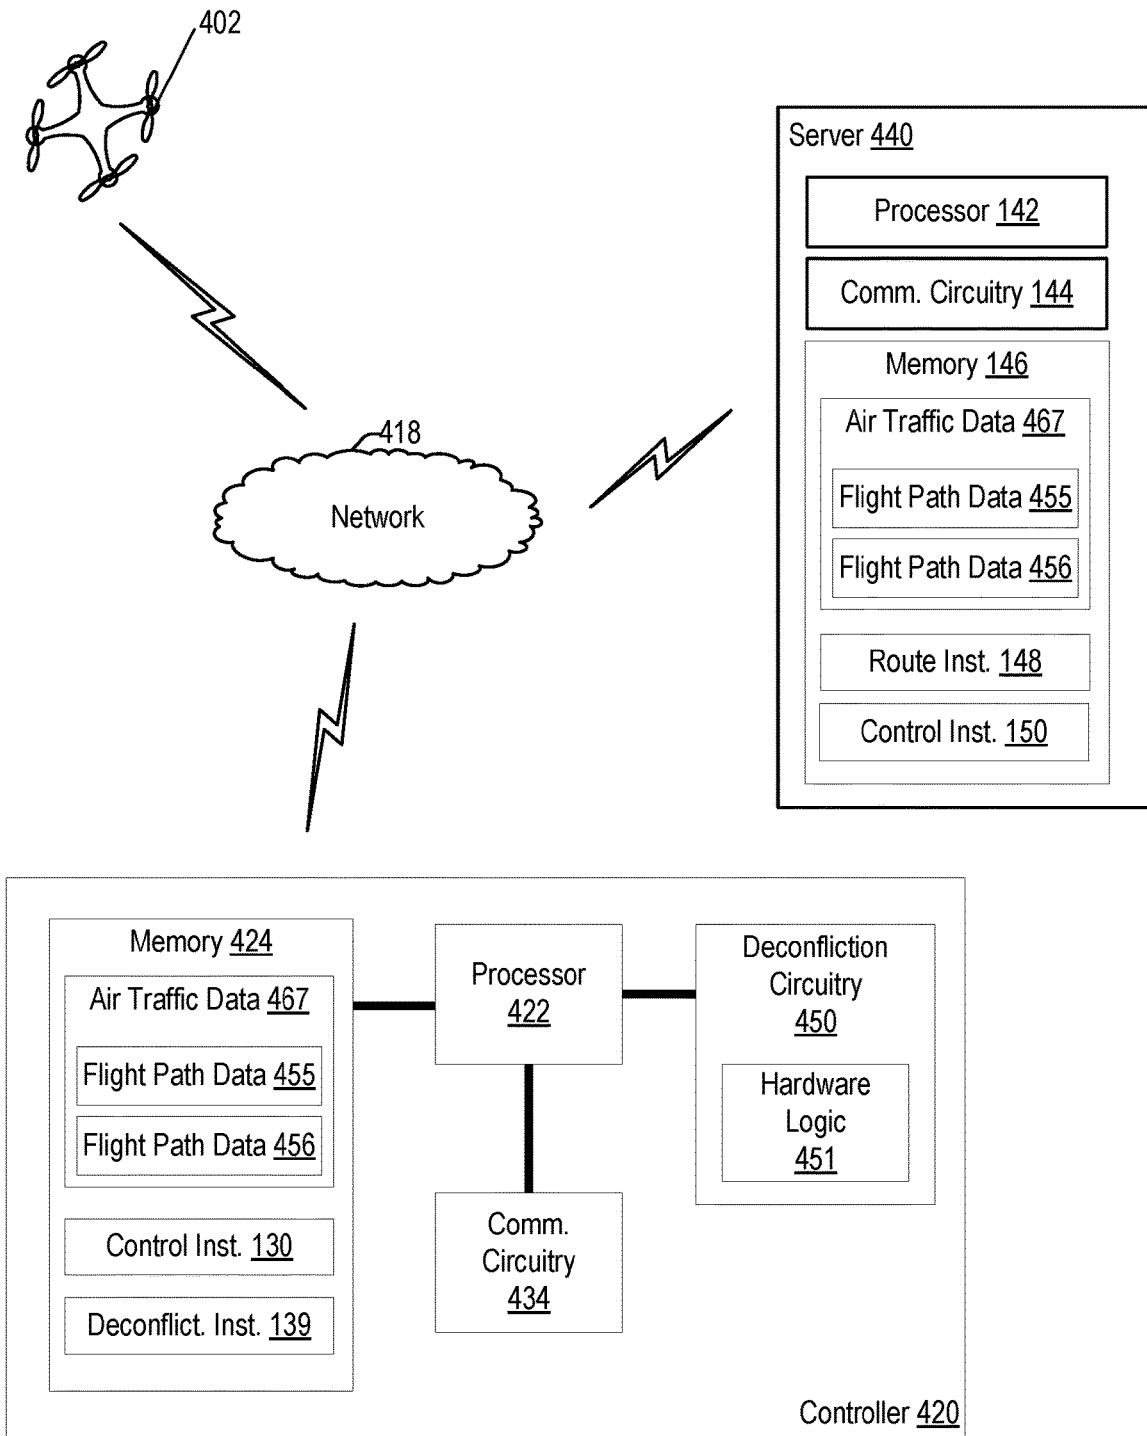 402
Server 440
Processor 142
Comm. Circuitry 144
Memory 146
Air Traffic Data 467
Flight Path Data 455
Flight Path Data 456
Route Inst. 148
Control Inst. 150
418
Network
Memory 424
Air Traffic Data 467
Flight Path Data 455
Flight Path Data 456
Control Inst. 130
Deconflict. Inst. 139
Processor
422
Comm.
Circuitry
434
Deconfliction
Circuitry
450
Hardware
Logic
451
Controller 420